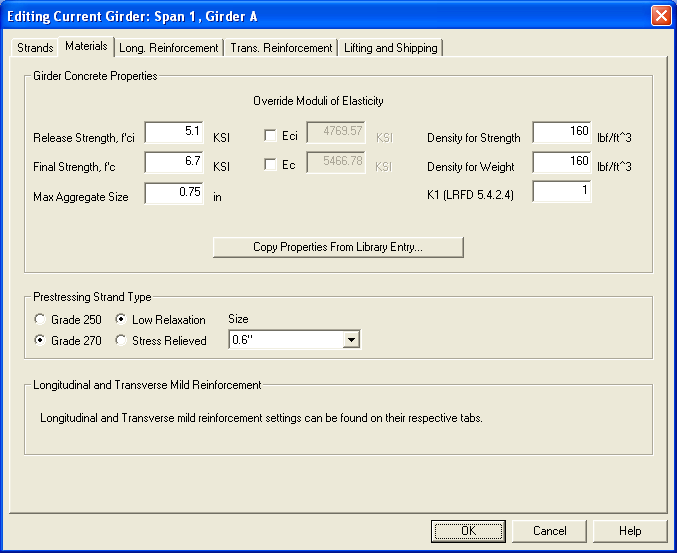 Editing Current Girder: Span 1, Girder A
Strands Materials Long. Reinforcement Trans. Reinforcement Lifting and Shipping
Girder Concrete Properties
Override Moduli of Elasticity
Release Strength, f'ci 5.1 KSI Eci 4769.57 KSI Density for Strength 160 lbf/ft^3
Final Strength, f'c 6.7 KSI Ec 5466.78 KSI Density for Weight 160 lbf/ft^3
Max Aggregate Size 0.75 in K1 (LRFD 5.4.2.4) 1
Copy Properties From Library Entry...
Prestressing Strand Type
Grade 250 Low Relaxation Size
Grade 270 Stress Relieved 0.6"
Longitudinal and Transverse Mild Reinforcement
Longitudinal and Transverse mild reinforcement settings can be found on their respective tabs.
OK Cancel Help